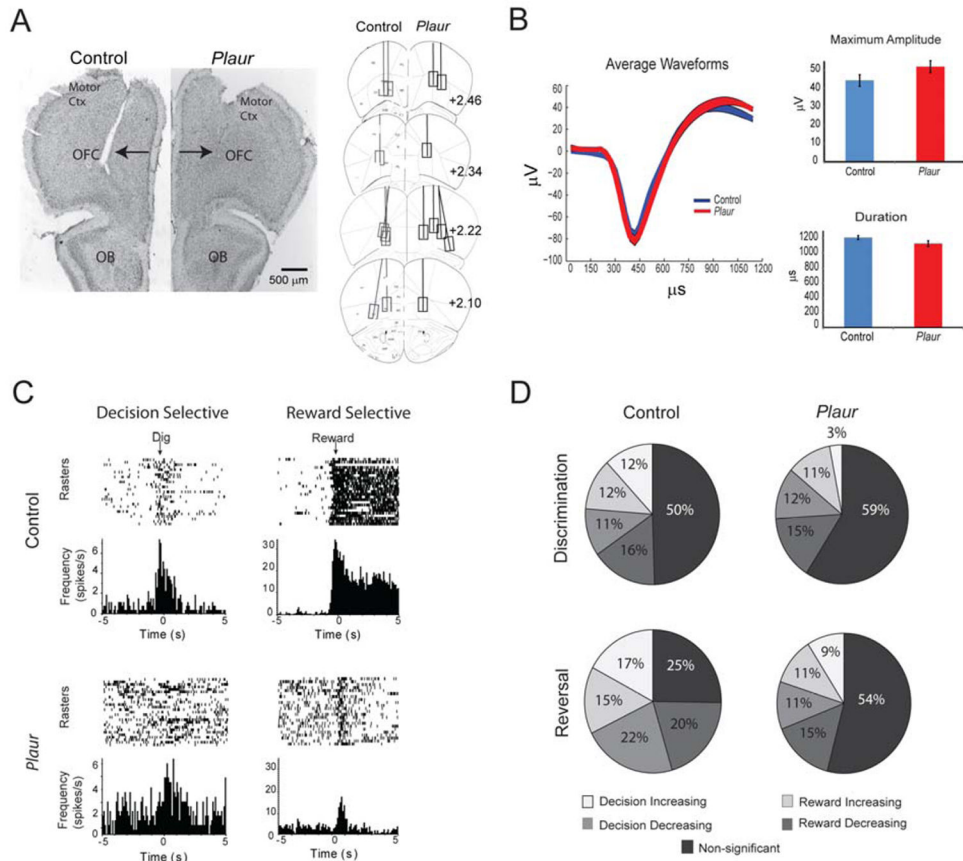 A
Control
Plaur
Motor
Ctx
Motor
Ctx
OFC
OFC
OB
OB
500 μm
Control
Plaur
+2.46
+2.34
+2.22
+2.10
B
Average Waveforms
μV
60
40
20
0
-20
-40
-60
-80
-100
Control
Plaur
0
150
300
450
600
750
900
1050
1200
μs
Maximum Amplitude
μV
60
50
40
30
20
10
0
Control
Plaur
Duration
μs
1200
1000
800
600
400
200
0
Control
Plaur
C
Decision Selective
Reward Selective
Dig
Reward
Control
Rasters
Frequency
(spikes/s)
6
4
2
0
-5 0 5
Time (s)
30
20
10
0
-5 0 5
Time (s)
Plaur
Rasters
Frequency
(spikes/s)
6
4
2
0
-5 0 5
Time (s)
30
20
10
0
-5 0 5
Time (s)
D
Control
Plaur
Discrimination
12%
12%
11%
16%
50%
3%
11%
12%
15%
59%
Reversal
17%
15%
22%
20%
25%
9%
11%
11%
15%
54%
Decision Increasing
Reward Increasing
Decision Decreasing
Reward Decreasing
Non-significant